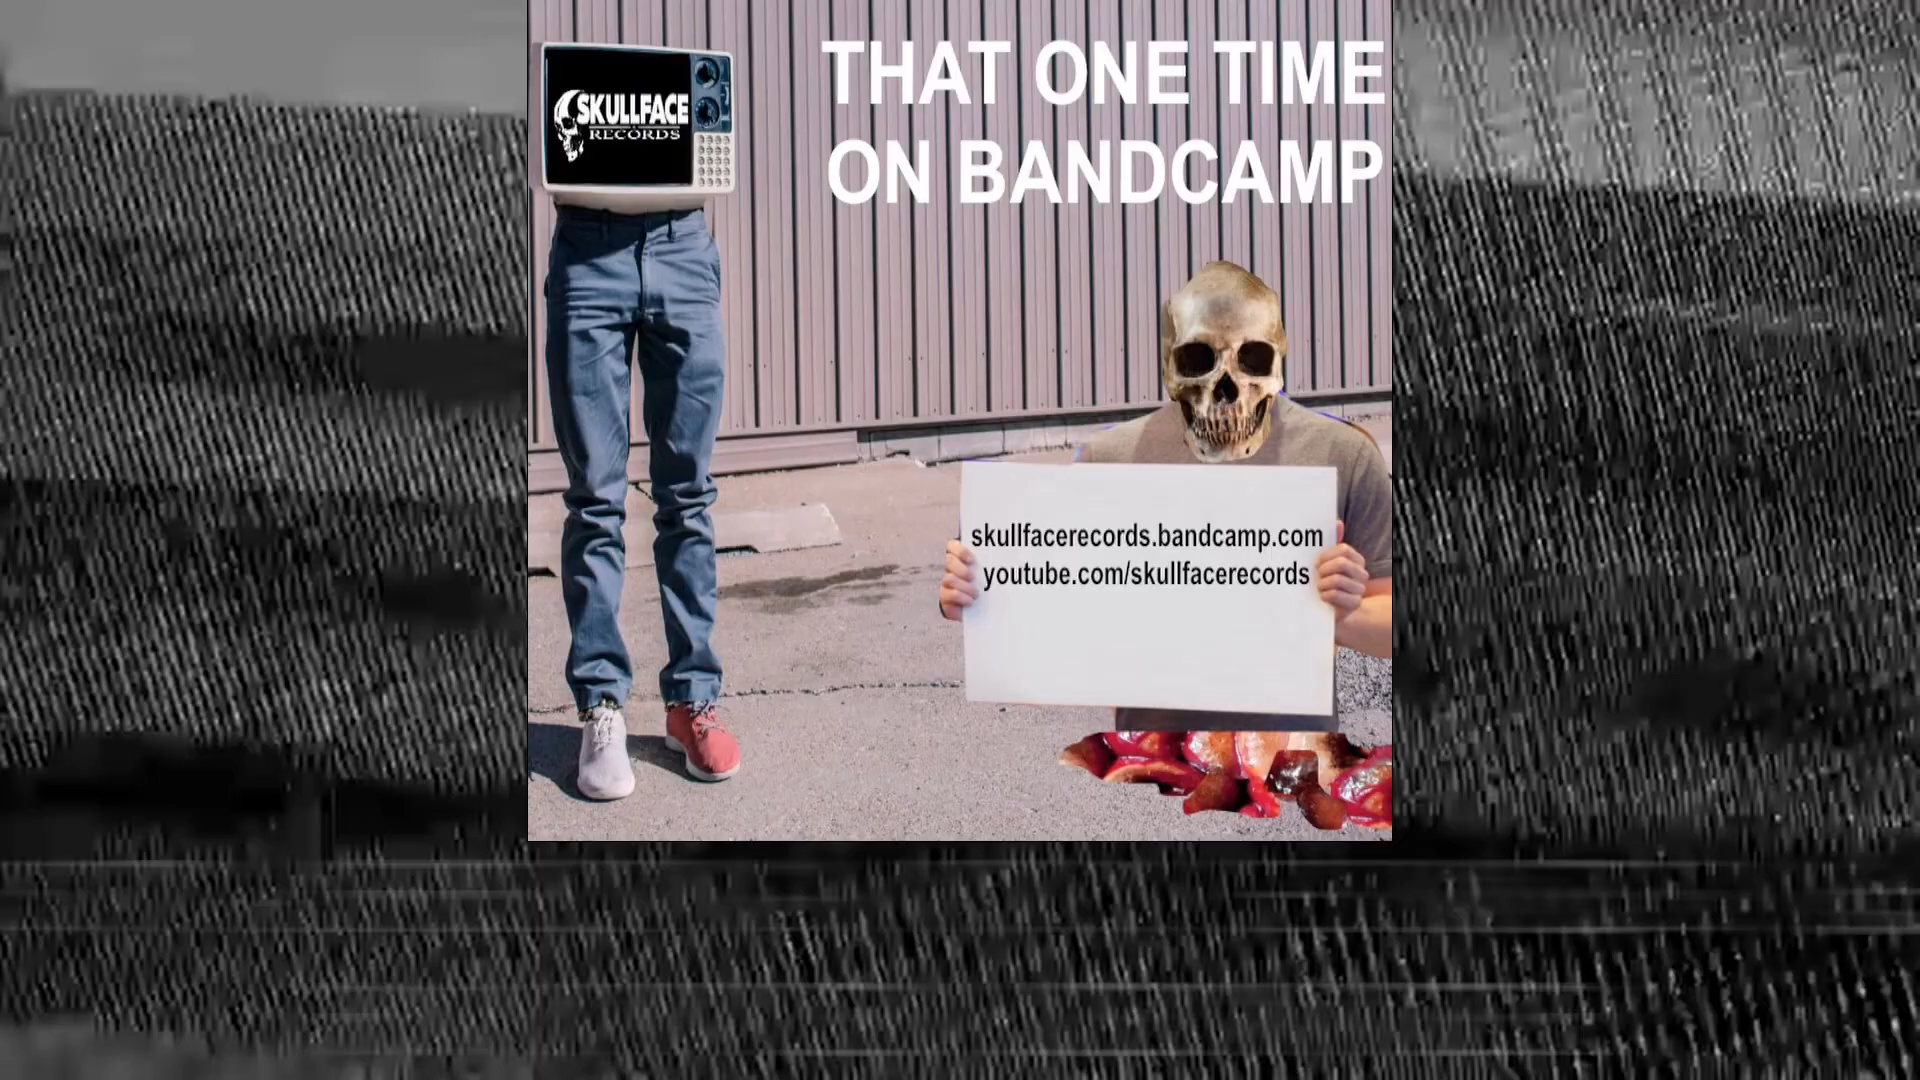 SKULLFACE
RECORDS
THAT ONE TIME
ON BANDCAMP
skullfacerecords.bandcamp.com
youtube.com/skullfacerecords